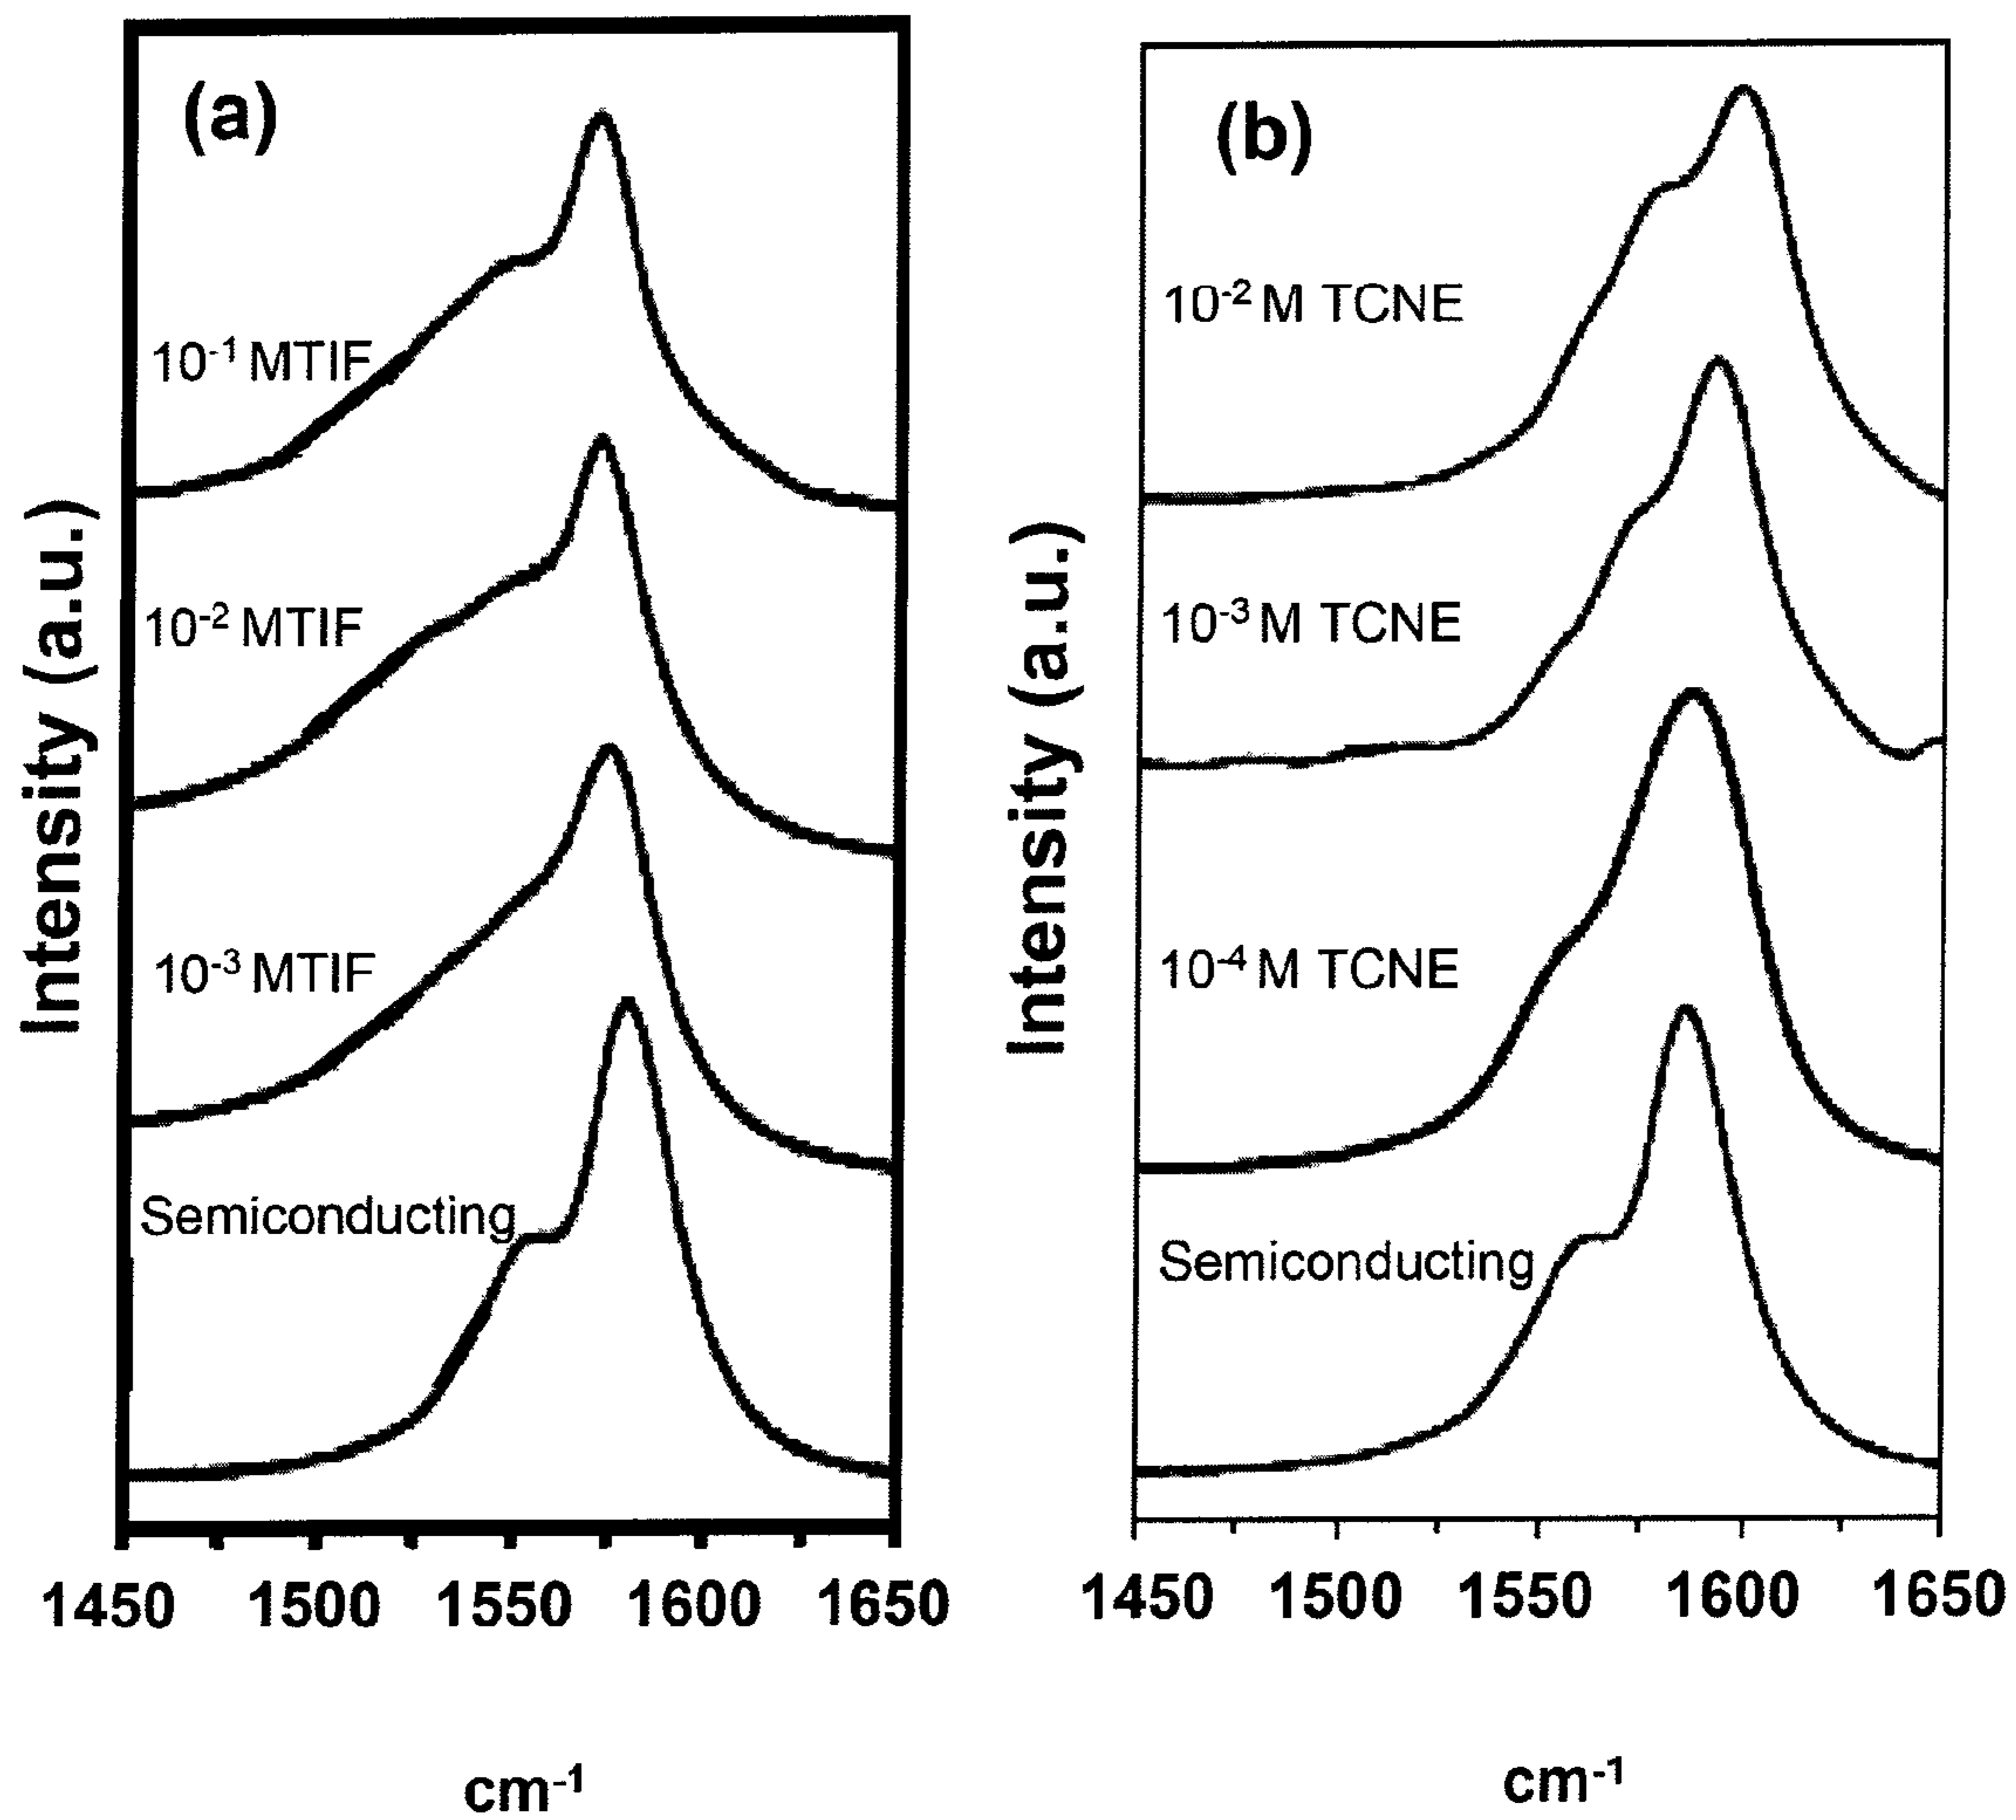 (a)
Intensity (a.u.)
10⁻¹ MTIF
10⁻² MTIF
10⁻³ MTIF
Semiconducting
1450 1500 1550 1600 1650
cm⁻¹
(b)
Intensity (a.u.)
10⁻² M TCNE
10⁻³ M TCNE
10⁻⁴ M TCNE
Semiconducting
1450 1500 1550 1600 1650
cm⁻¹